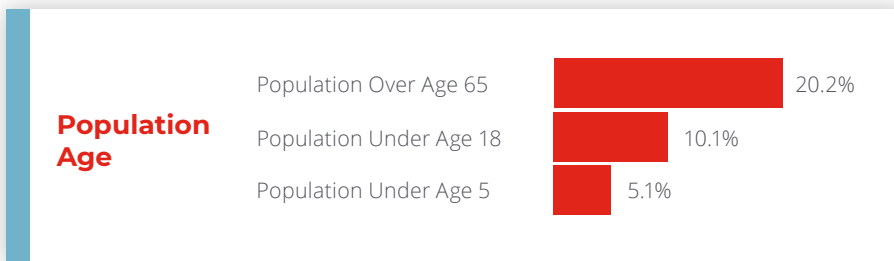 Population Age
Population Over Age 65 20.2%
Population Under Age 18 10.1%
Population Under Age 5 5.1%